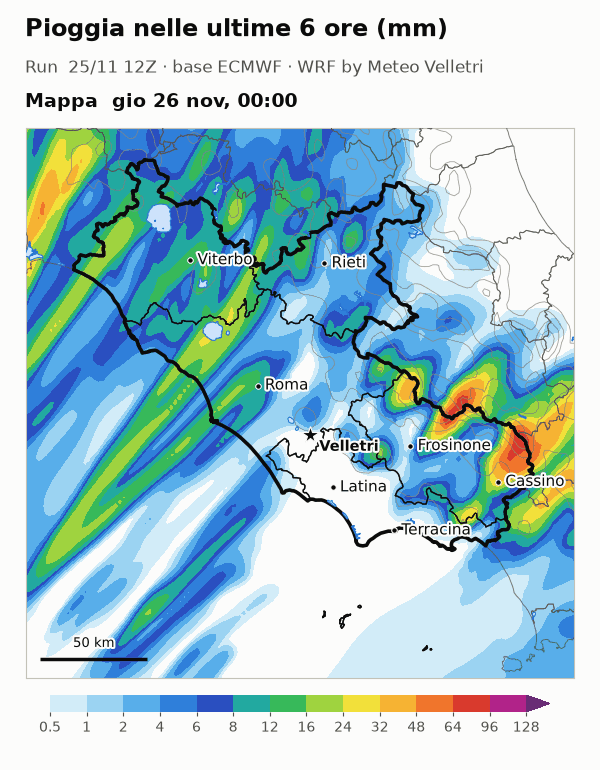 Pioggia nelle ultime 6 ore (mm)
Run  25/11 12Z · base ECMWF · WRF by Meteo Velletri
Mappa  gio 26 nov, 00:00
Viterbo
Rieti
Roma
Velletri
Frosinone
Cassino
Latina
Terracina
50 km
0.5 1 2 4 6 8 12 16 24 32 48 64 96 128